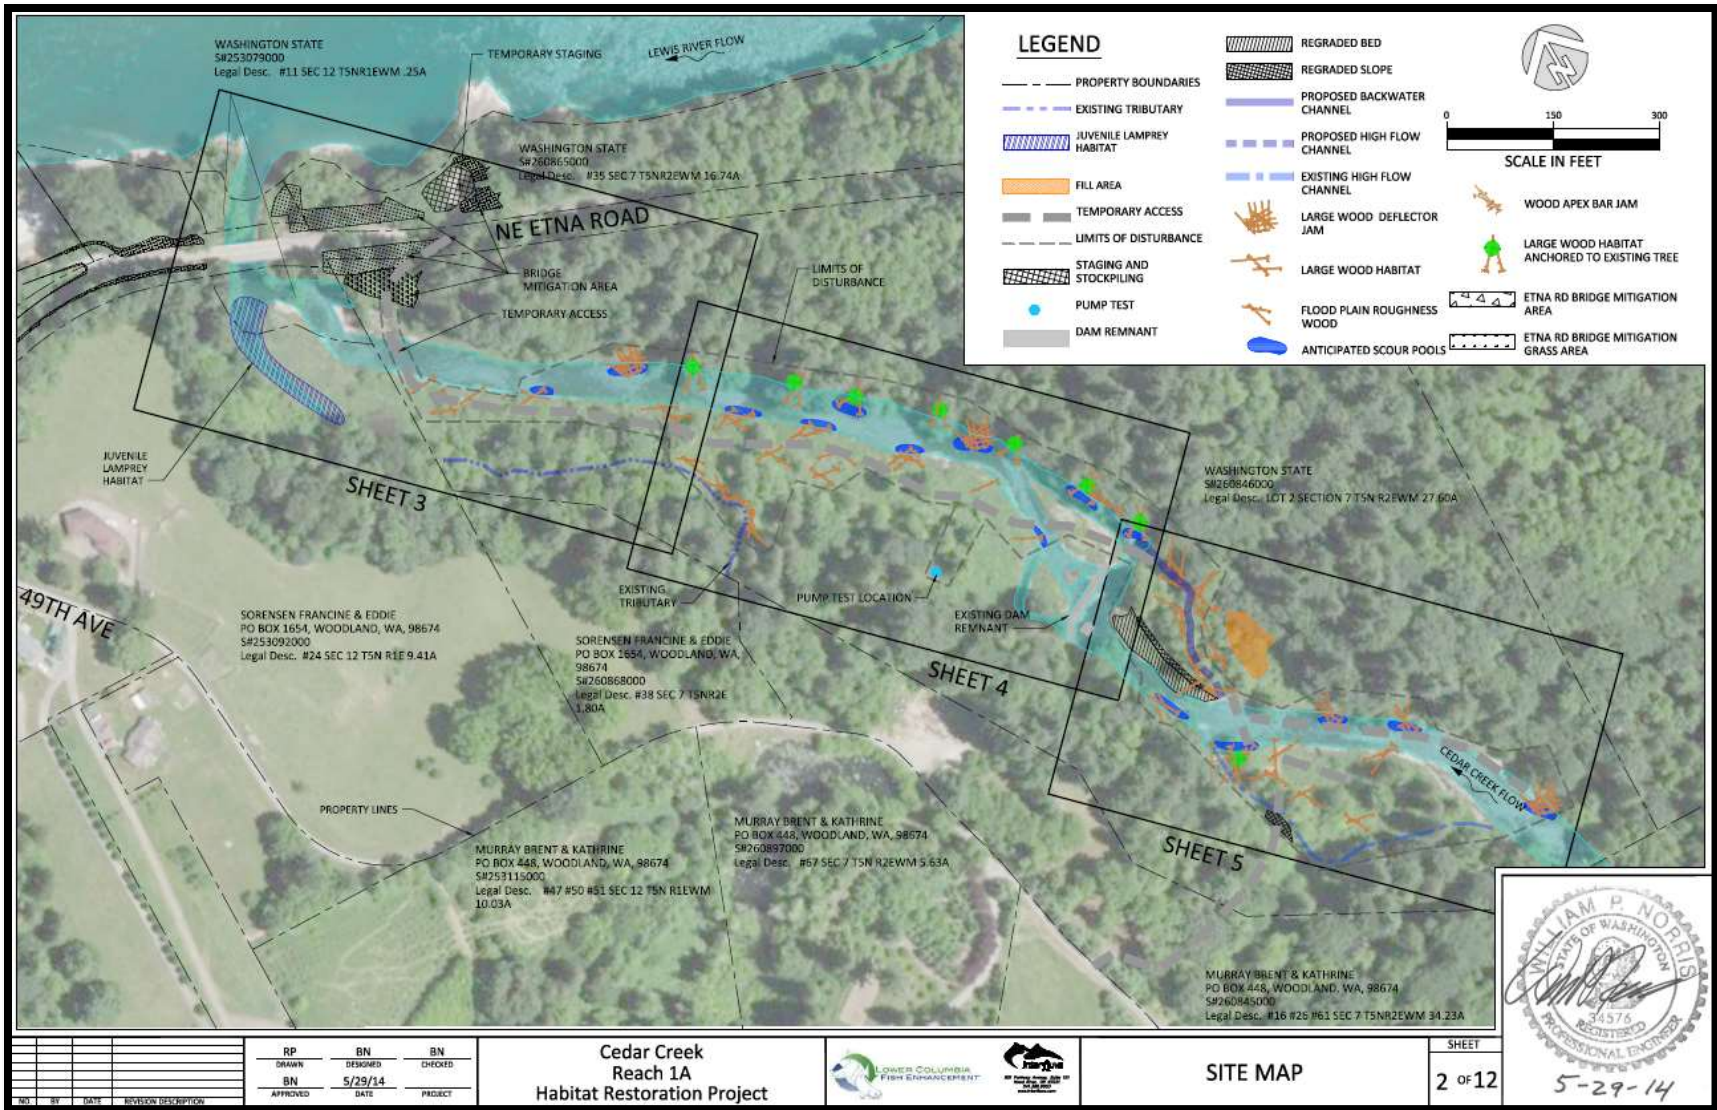 WASHINGTON STATE
S#253079000
Legal Desc. #11 SEC 12 T5NR1EWM .25A
TEMPORARY STAGING
LEWIS RIVER FLOW
WASHINGTON STATE
S#260865000
Legal Desc. #35 SEC 7 T5NR2EWM 16.74A
NE ETNA ROAD
BRIDGE
MITIGATION AREA
TEMPORARY ACCESS
LIMITS OF
DISTURBANCE
JUVENILE
LAMPREY
HABITAT
SHEET 3
WASHINGTON STATE
S#260846000
Legal Desc. LOT 2 SECTION 7 T5N R2EWM 27.60A
49TH AVE
SORENSEN FRANCINE & EDDIE
PO BOX 1654, WOODLAND, WA, 98674
S#253092000
Legal Desc. #24 SEC 12 T5N R1E 9.41A
EXISTING
TRIBUTARY
PUMP TEST LOCATION
EXISTING DAM
REMNANT
SORENSEN FRANCINE & EDDIE
PO BOX 1654, WOODLAND, WA,
98674
S#260868000
Legal Desc. #38 SEC 7 T5NR2E
1.80A
SHEET 4
CEDAR CREEK FLOW
PROPERTY LINES
MURRAY BRENT & KATHRINE
PO BOX 448, WOODLAND, WA, 98674
S#253115000
Legal Desc. #47 #50 #51 SEC 12 T5N R1EWM
10.03A
MURRAY BRENT & KATHRINE
PO BOX 448, WOODLAND, WA, 98674
S#260897000
Legal Desc. #67 SEC 7 T5N R2EWM 5.63A
SHEET 5
MURRAY BRENT & KATHRINE
PO BOX 448, WOODLAND, WA, 98674
S#260845000
Legal Desc. #16 #26 #61 SEC 7 T5NR2EWM 34.23A
LEGEND
PROPERTY BOUNDARIES
EXISTING TRIBUTARY
JUVENILE LAMPREY
HABITAT
FILL AREA
TEMPORARY ACCESS
LIMITS OF DISTURBANCE
STAGING AND
STOCKPILING
PUMP TEST
DAM REMNANT
REGRADED BED
REGRADED SLOPE
PROPOSED BACKWATER
CHANNEL
PROPOSED HIGH FLOW
CHANNEL
EXISTING HIGH FLOW
CHANNEL
LARGE WOOD DEFLECTOR
JAM
LARGE WOOD HABITAT
FLOOD PLAIN ROUGHNESS
WOOD
ANTICIPATED SCOUR POOLS
0 150 300
SCALE IN FEET
WOOD APEX BAR JAM
LARGE WOOD HABITAT
ANCHORED TO EXISTING TREE
ETNA RD BRIDGE MITIGATION
AREA
ETNA RD BRIDGE MITIGATION
GRASS AREA
WILLIAM P. NORRIS
STATE OF WASHINGTON
34576
REGISTERED
PROFESSIONAL ENGINEER
5-29-14
NO. BY DATE REVISION DESCRIPTION
RP BN BN
DRAWN DESIGNED CHECKED
BN 5/29/14
APPROVED DATE PROJECT
Cedar Creek
Reach 1A
Habitat Restoration Project
LOWER COLUMBIA
FISH ENHANCEMENT
SITE MAP
SHEET
2 OF 12